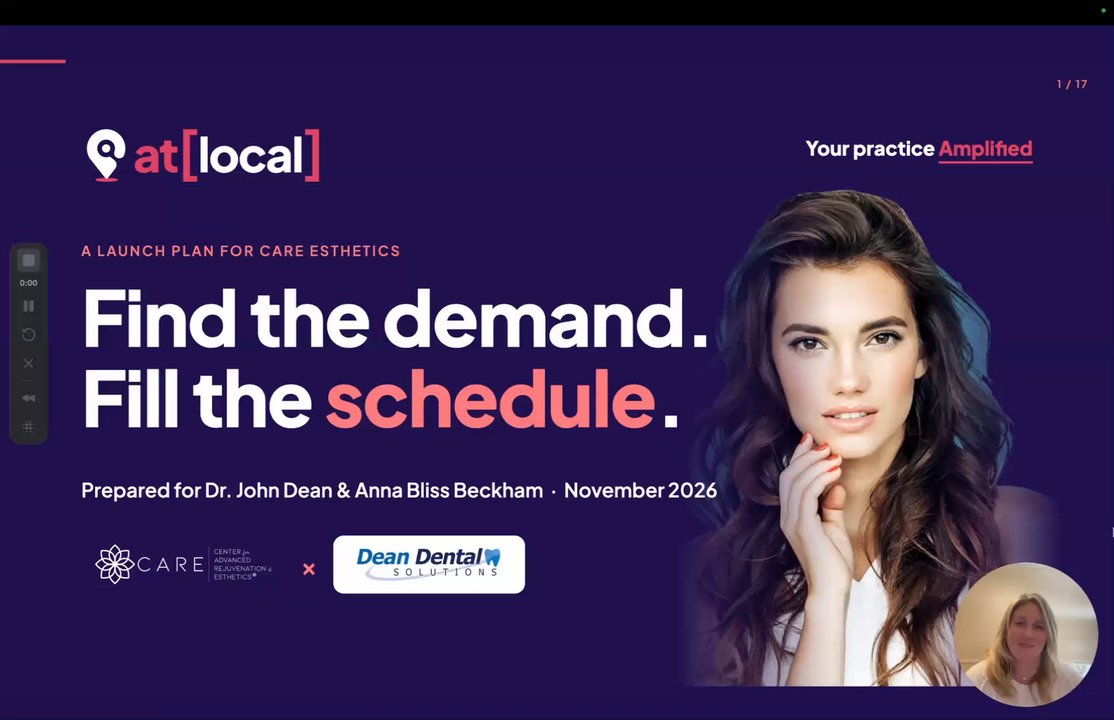 1 / 17
at[local]
Your practice Amplified
A LAUNCH PLAN FOR CARE ESTHETICS
0:00
Find the demand.
Fill the schedule.
Prepared for Dr. John Dean & Anna Bliss Beckham · November 2026
CARE
CENTER for
ADVANCED
REJUVENATION &
ESTHETICS
Dean Dental
SOLUTIONS